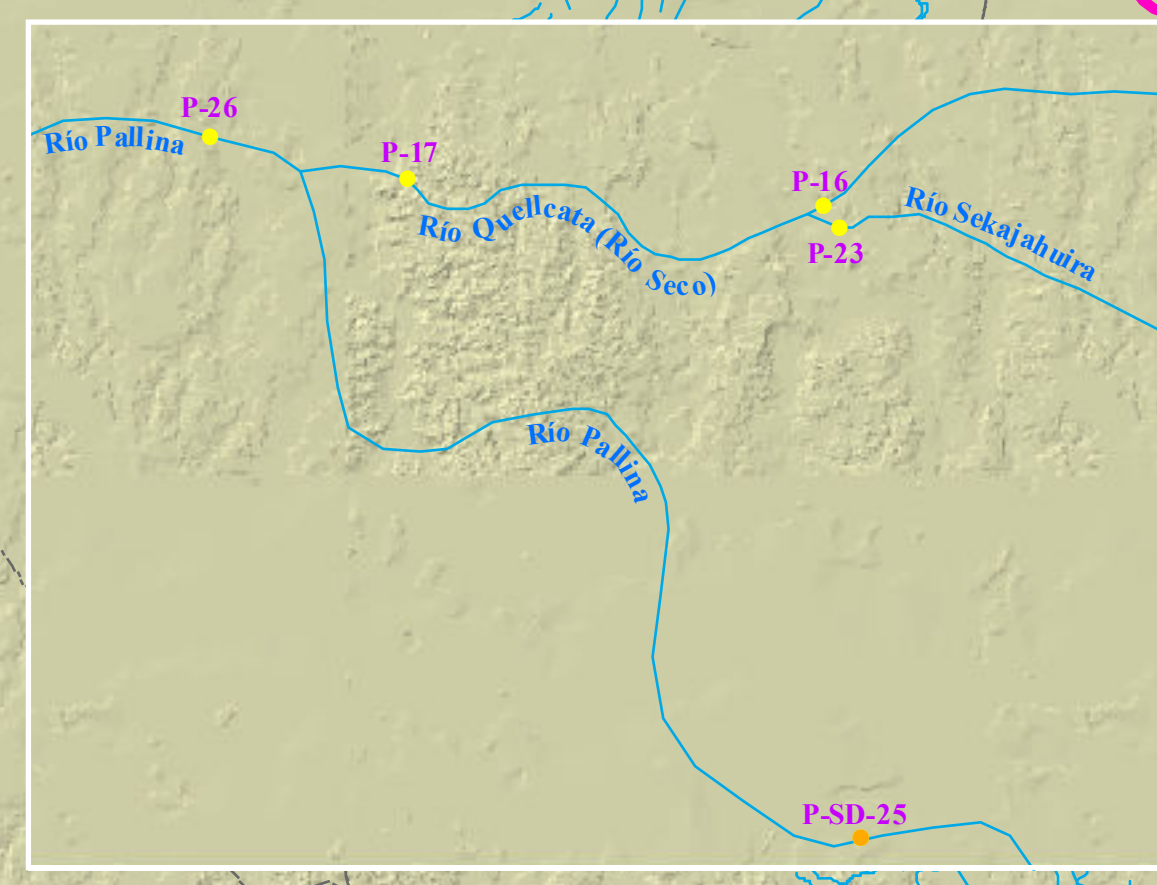 P-26
Río Pallina
P-17
P-16
Río Quellcata (Río Seco)
Río Sekajahuira
P-23
Río Pallina
P-SD-25